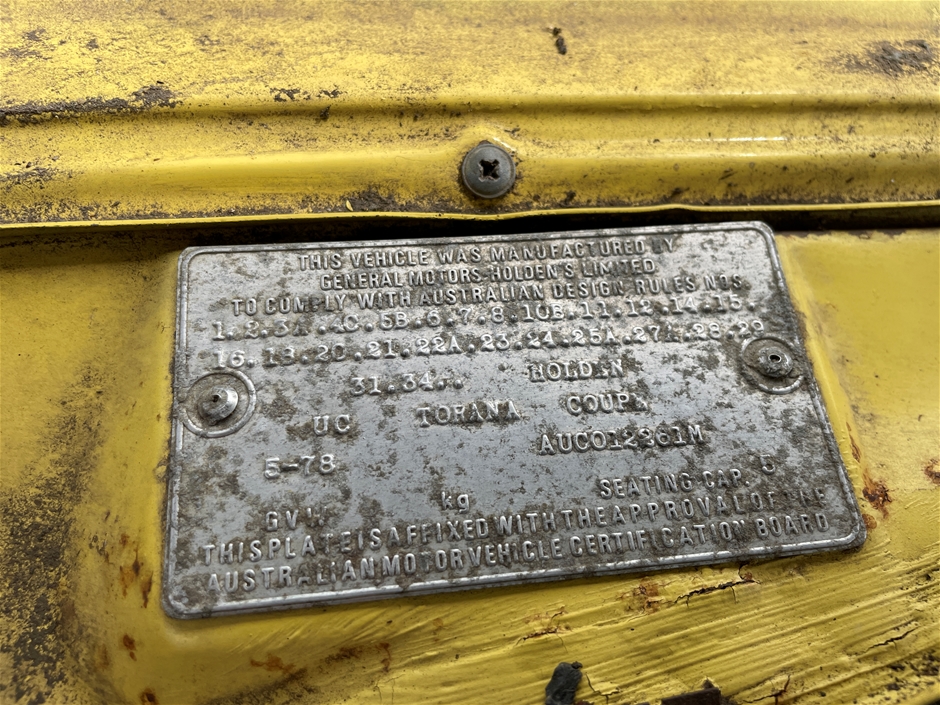 THIS VEHICLE WAS MANUFACTURED BY
GENERAL MOTORS-HOLDEN'S LIMITED
TO COMPLY WITH AUSTRALIAN DESIGN RULES NOS.
1.2.3A.4C.5B.6.7.8.10B.11.12.14.15.
16.18.20.21.22A.23.24.25A.27A.28.29
31.34.. HOLDEN
UC TORANA COUPE
5-78 AUC012261M
G V W kg SEATING CAP. 5
THIS PLATE IS AFFIXED WITH THE APPROVAL OF THE
AUSTRALIAN MOTOR VEHICLE CERTIFICATION BOARD